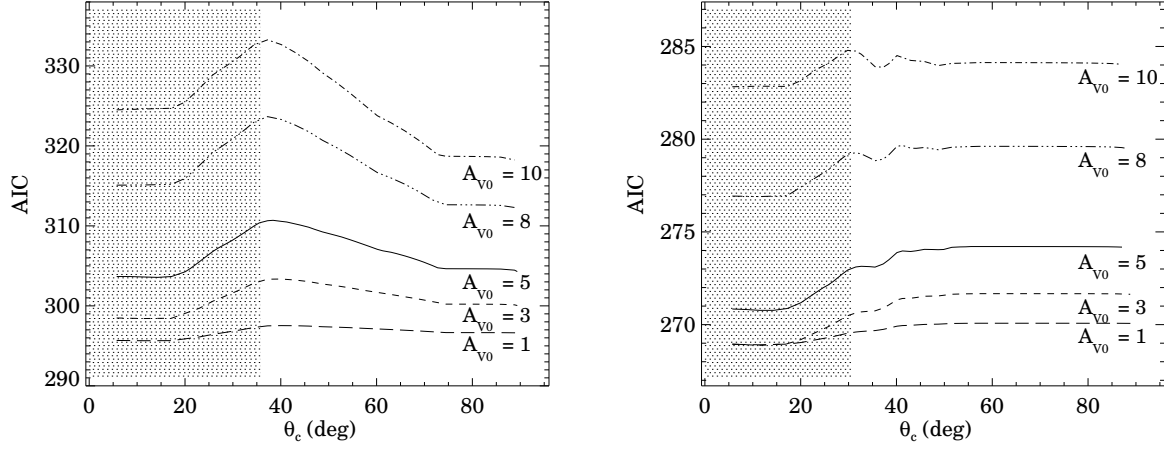 330
320
310
300
290
AIC
0
20
40
60
80
θc (deg)
AV0 = 10
AV0 = 8
AV0 = 5
AV0 = 3
AV0 = 1
285
280
275
270
AIC
0
20
40
60
80
θc (deg)
AV0 = 10
AV0 = 8
AV0 = 5
AV0 = 3
AV0 = 1